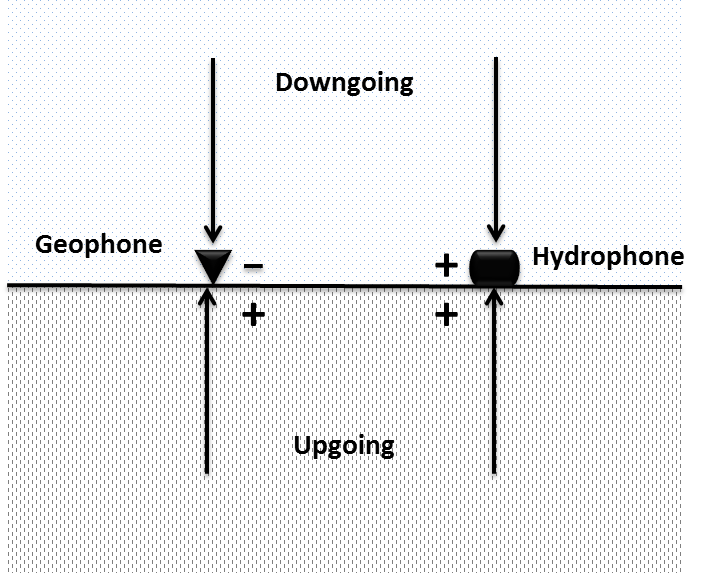 Downgoing
Geophone
−
+
Hydrophone
+
+
Upgoing